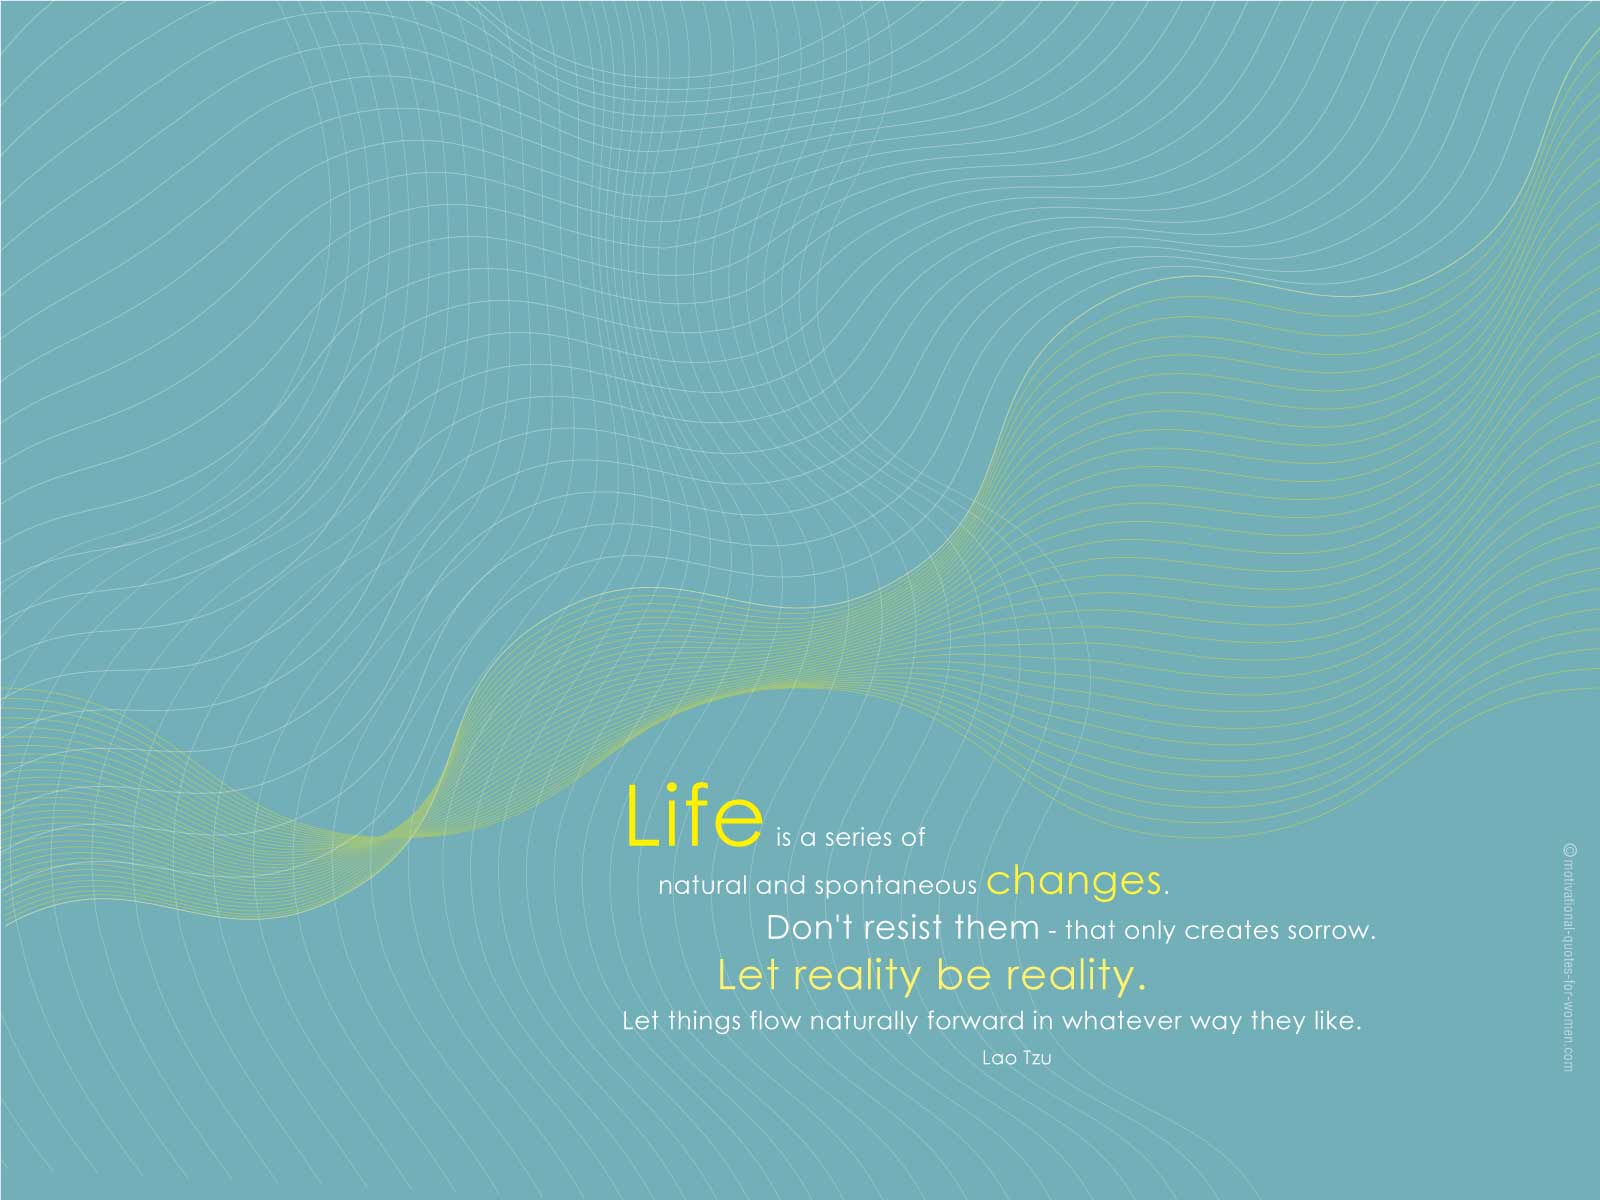 Life is a series of
natural and spontaneous changes.
Don't resist them - that only creates sorrow.
Let reality be reality.
Let things flow naturally forward in whatever way they like.
Lao Tzu
© motivational-quotes-for-women.com